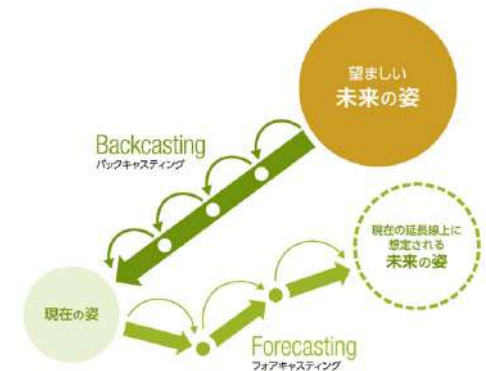 望ましい
未来の姿
Backcasting
バックキャスティング
現在の延長線上に
想定される
未来の姿
現在の姿
Forecasting
フォアキャスティング